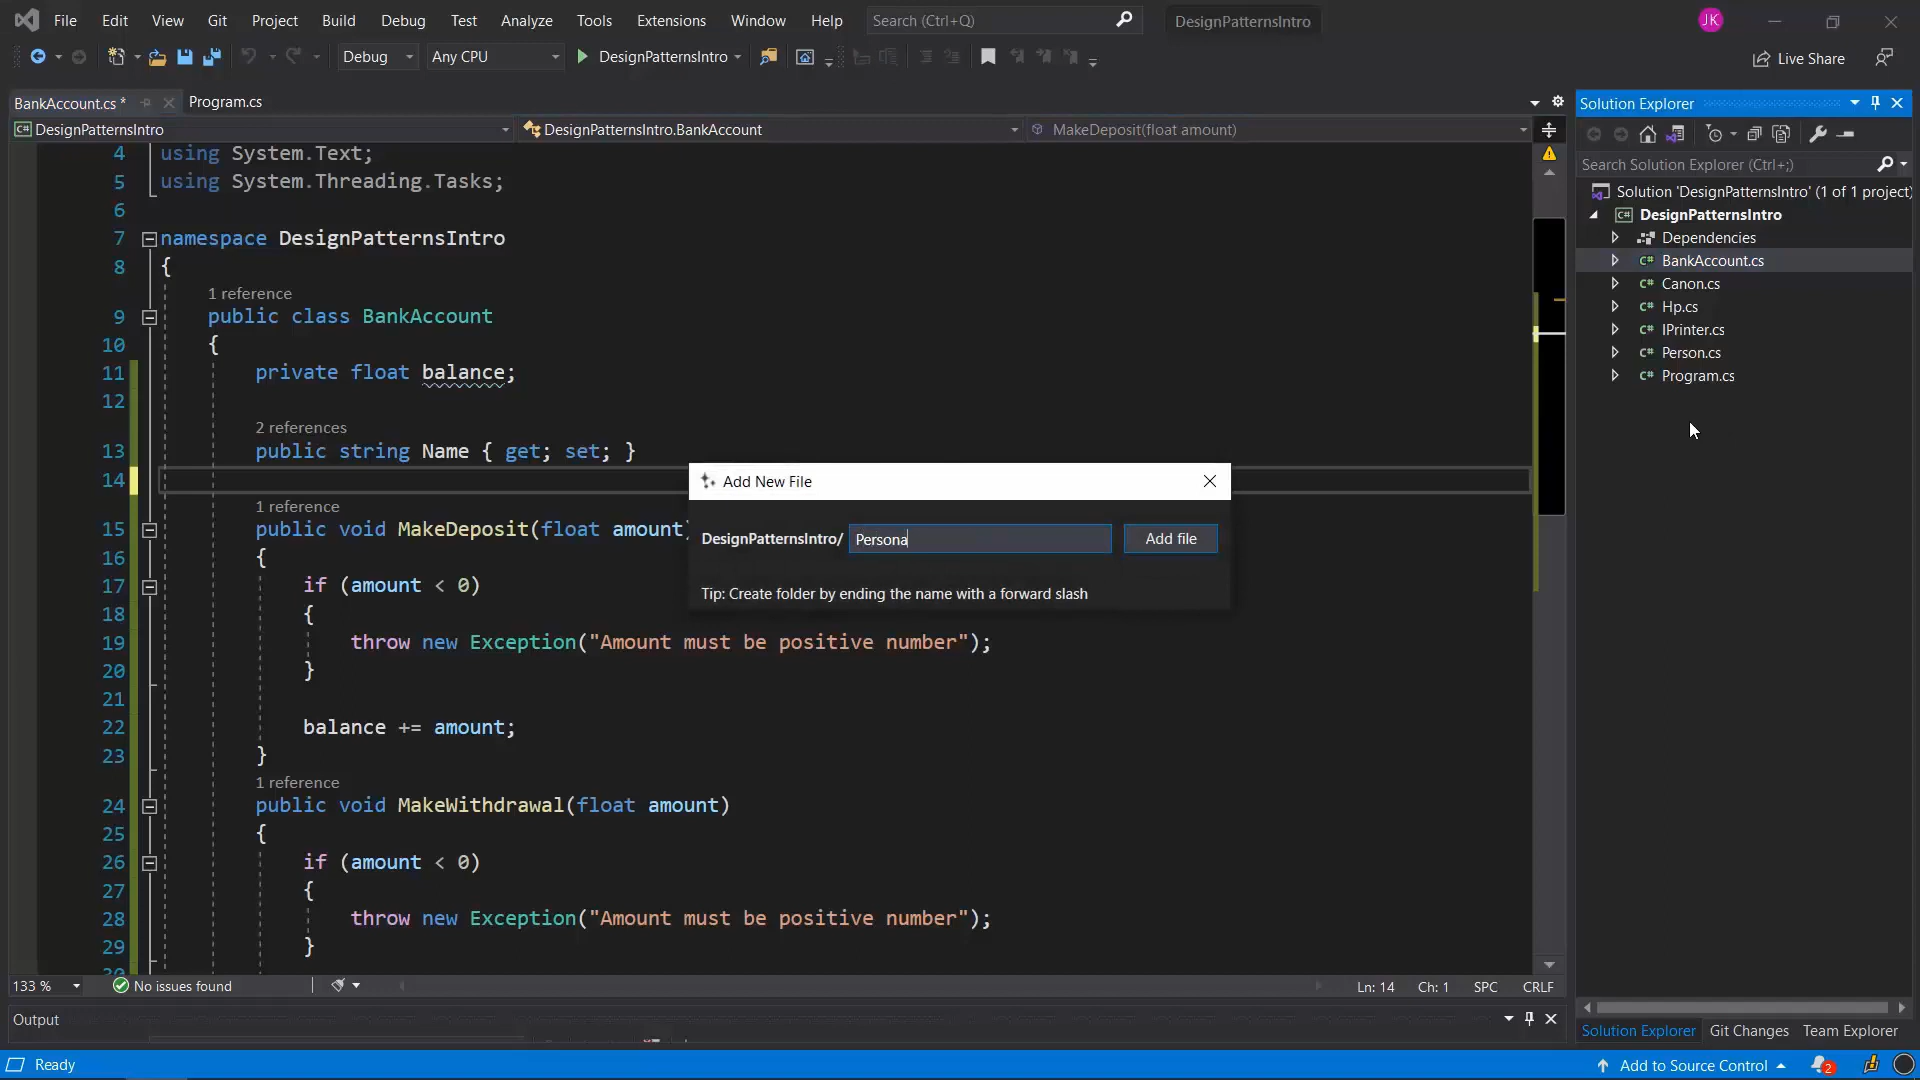 File Edit View Git Project Build Debug Test Analyze Tools Extensions Window Help Search (Ctrl+Q) DesignPatternsIntro JK
Debug Any CPU DesignPatternsIntro Live Share
BankAccount.cs * Program.cs
C# DesignPatternsIntro DesignPatternsIntro.BankAccount MakeDeposit(float amount)
4 using System.Text;
5 using System.Threading.Tasks;
6
7 namespace DesignPatternsIntro
8 {
1 reference
9 public class BankAccount
10 {
11 private float balance;
12
2 references
13 public string Name { get; set; }
14
1 reference
15 public void MakeDeposit(float amount)
16 {
17 if (amount < 0)
18 {
19 throw new Exception("Amount must be positive number");
20 }
21
22 balance += amount;
23 }
1 reference
24 public void MakeWithdrawal(float amount)
25 {
26 if (amount < 0)
27 {
28 throw new Exception("Amount must be positive number");
29 }
30
Add New File
DesignPatternsIntro/ Persona Add file
Tip: Create folder by ending the name with a forward slash
Solution Explorer
Search Solution Explorer (Ctrl+;)
Solution 'DesignPatternsIntro' (1 of 1 project)
C# DesignPatternsIntro
Dependencies
C# BankAccount.cs
C# Canon.cs
C# Hp.cs
C# IPrinter.cs
C# Person.cs
C# Program.cs
133 % No issues found Ln: 14 Ch: 1 SPC CRLF
Output
Solution Explorer Git Changes Team Explorer
Ready Add to Source Control 2